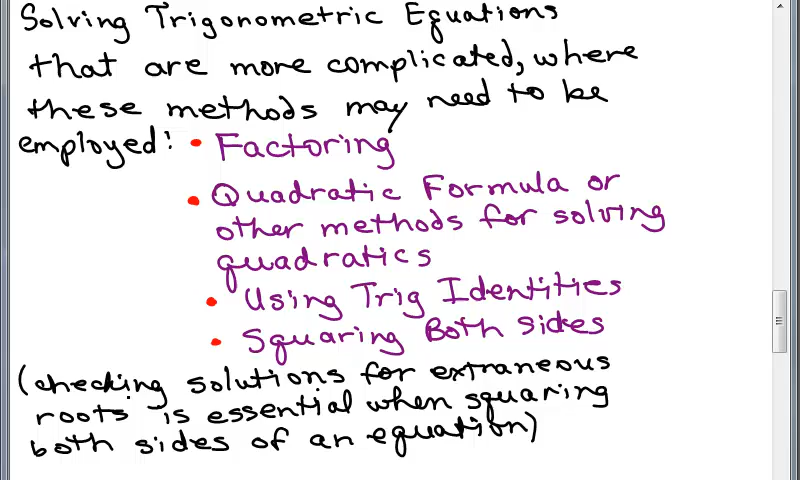 Solving Trigonometric Equations
that are more complicated, where
these methods may need to be
employed: • Factoring
• Quadratic Formula or
other methods for solving
quadratics
• Using Trig Identities
• Squaring Both Sides
(checking solutions for extraneous
roots is essential when squaring
both sides of an equation)